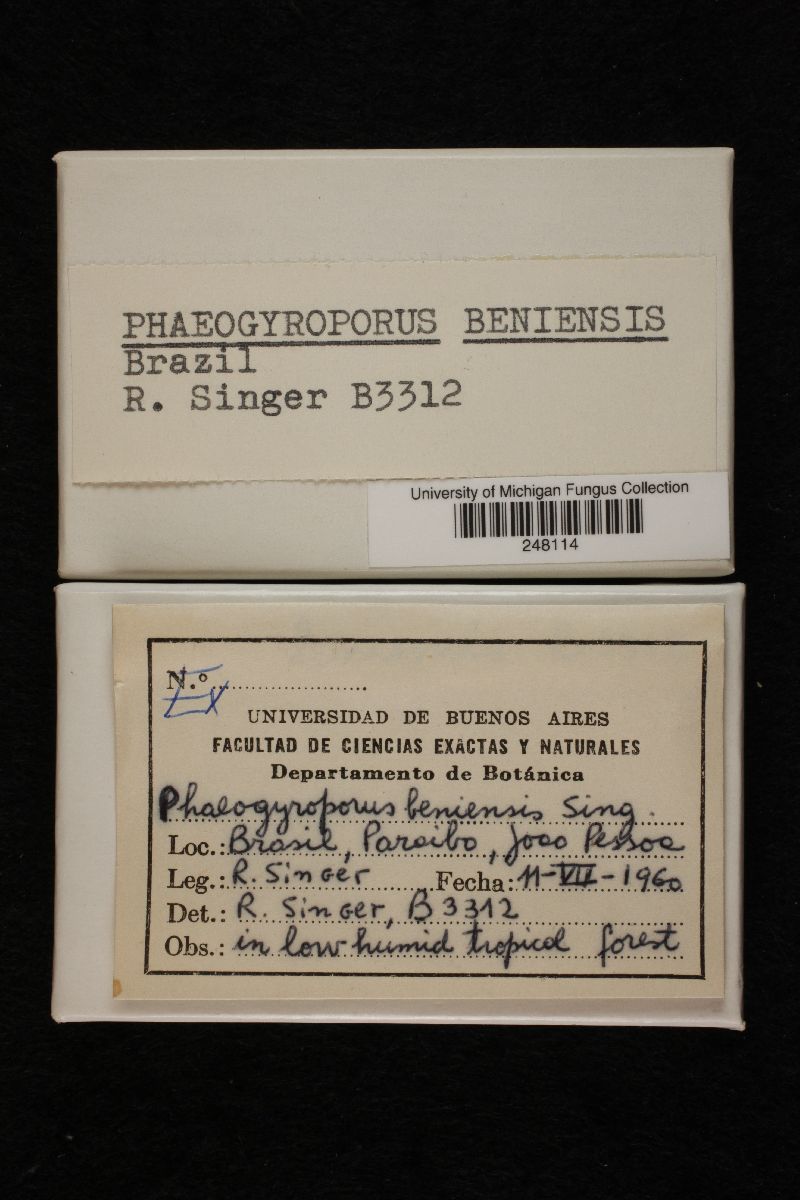 PHAEOGYROPORUS BENIENSIS
Brazil
R. Singer B3312
University of Michigan Fungus Collection
248114
N.º
UNIVERSIDAD DE BUENOS AIRES
FACULTAD DE CIENCIAS EXACTAS Y NATURALES
Departamento de Botánica
Phaeogyroporus beniensis Sing.
Loc.: Brasil, Paraiba, Joao Pessoa
Leg.: R. Singer Fecha: 11-VII-1960
Det.: R. Singer, B 3312
Obs.: in low humid tropical forest